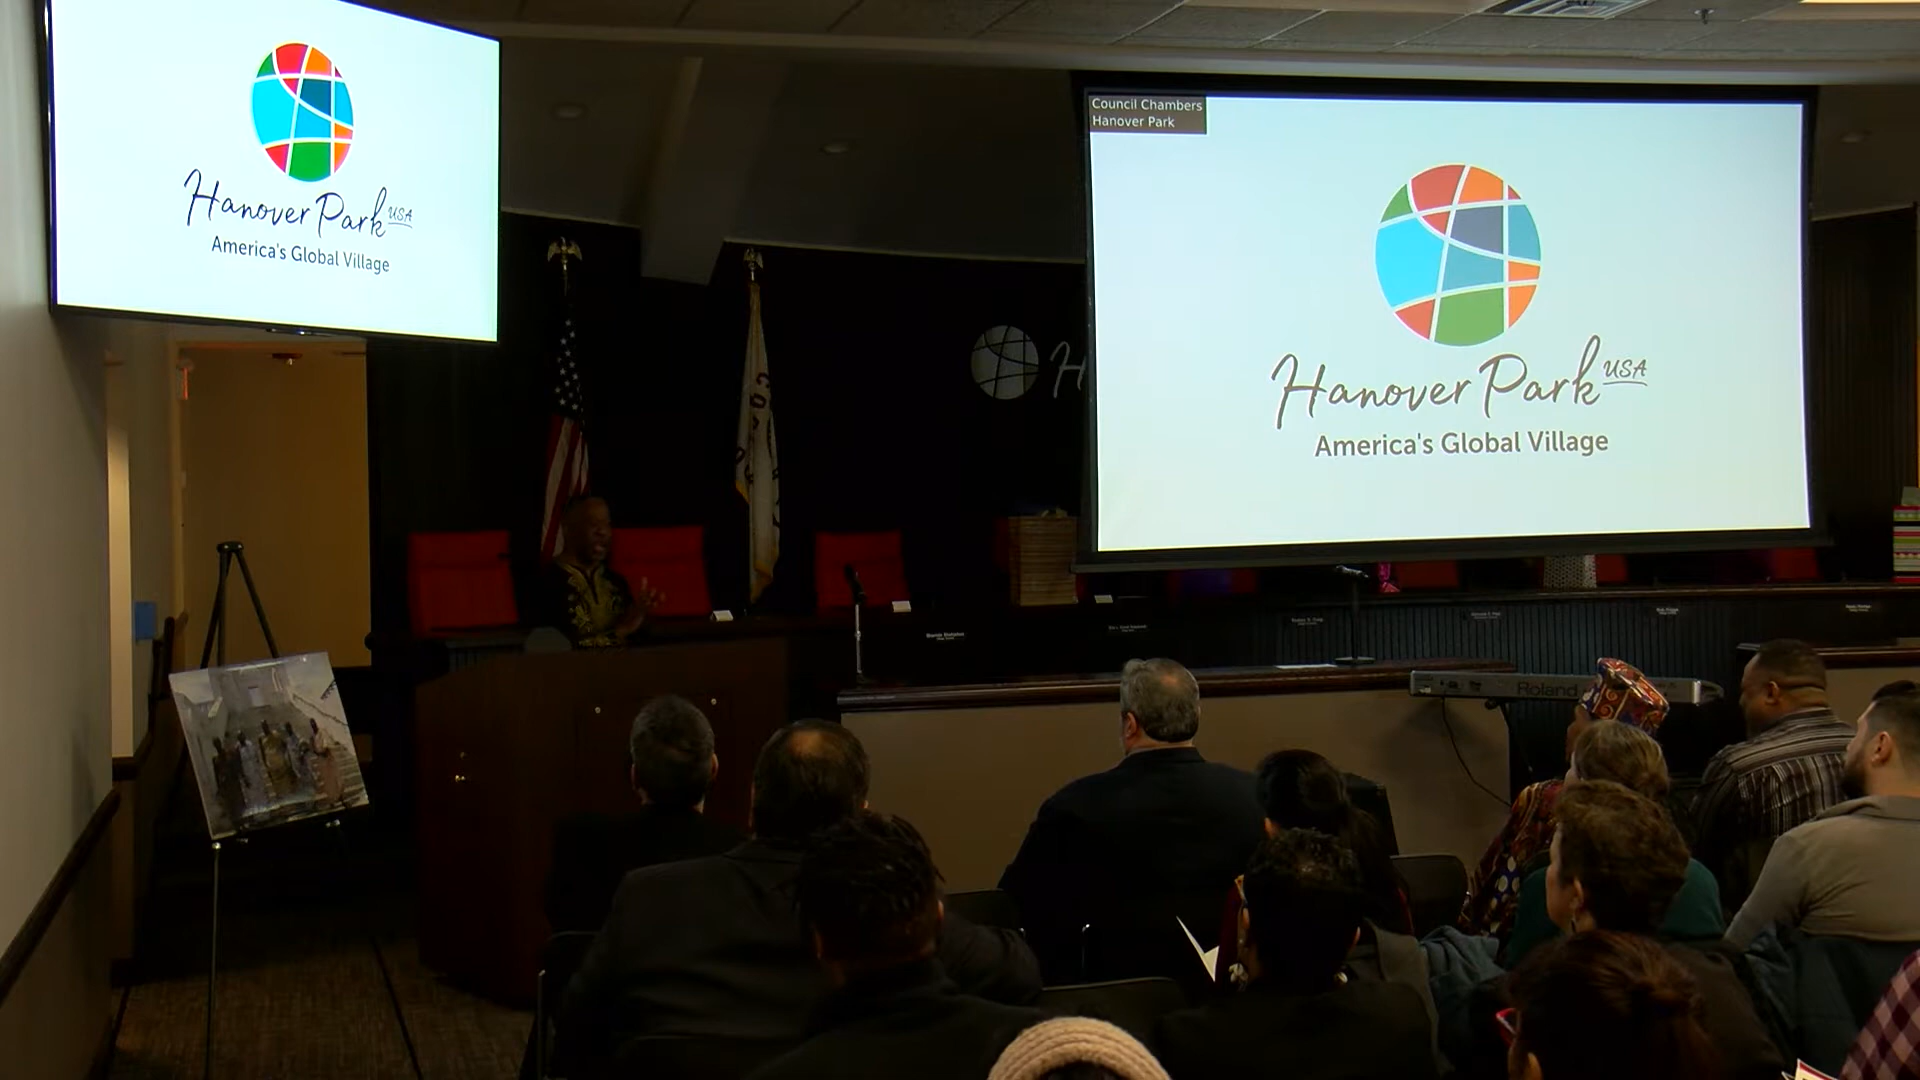 Hanover Park USA
America's Global Village
Council Chambers
Hanover Park
Hanover Park USA
America's Global Village
H
Roland